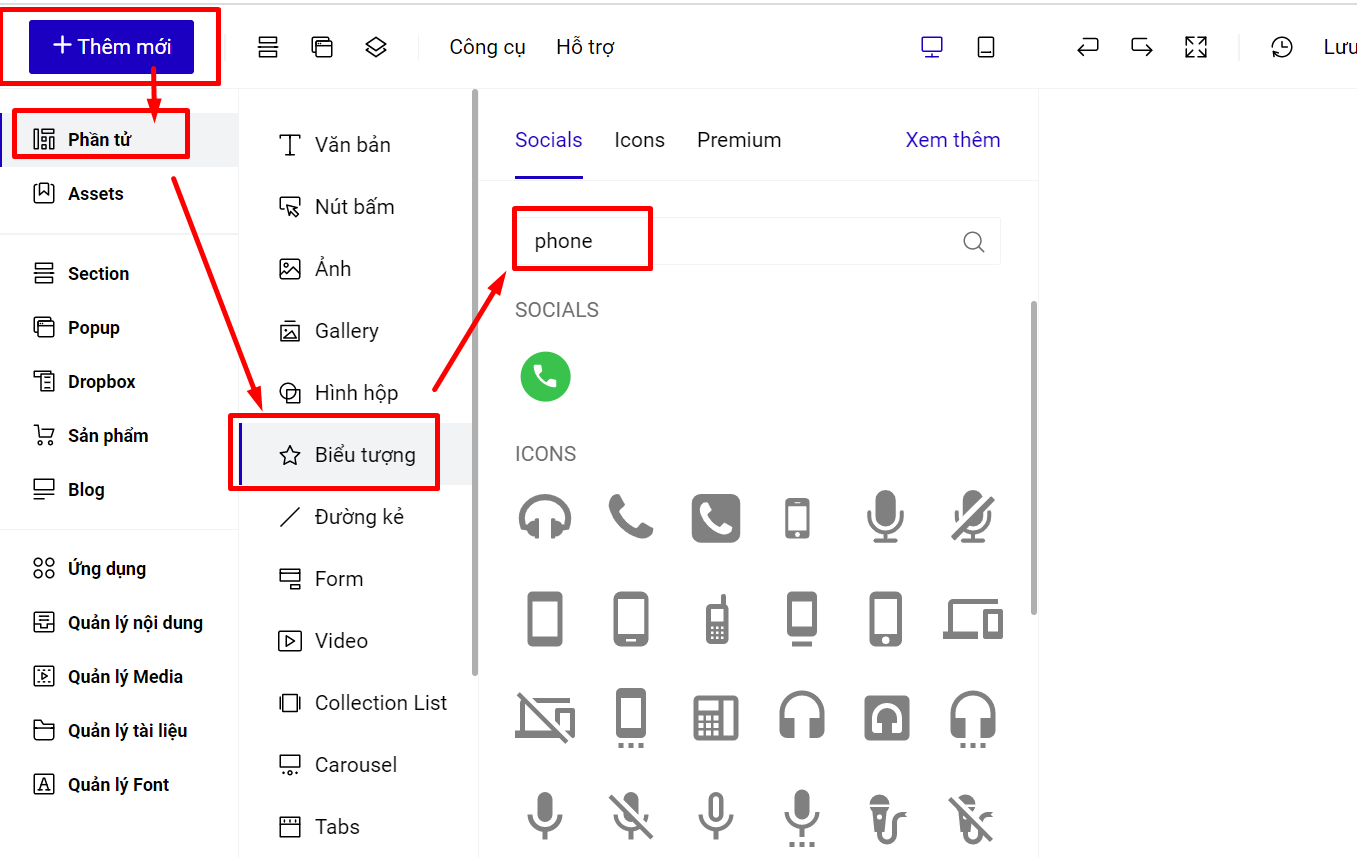 + Thêm mới
Công cụ
Hỗ trợ
Lưu
Phần tử
Assets
Section
Popup
Dropbox
Sản phẩm
Blog
Ứng dụng
Quản lý nội dung
Quản lý Media
Quản lý tài liệu
Quản lý Font
Văn bản
Nút bấm
Ảnh
Gallery
Hình hộp
Biểu tượng
Đường kẻ
Form
Video
Collection List
Carousel
Tabs
Socials
Icons
Premium
Xem thêm
phone
SOCIALS
ICONS